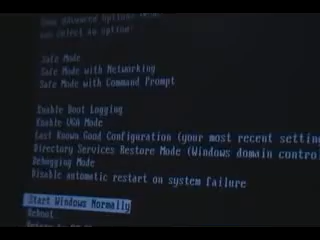 Safe Mode
Safe Mode with Networking
Safe Mode with Command Prompt
Enable Boot Logging
Enable VGA Mode
Last Known Good Configuration (your most recent setting
Directory Services Restore Mode (Windows domain control
Debugging Mode
Disable automatic restart on system failure
Start Windows Normally
Reboot